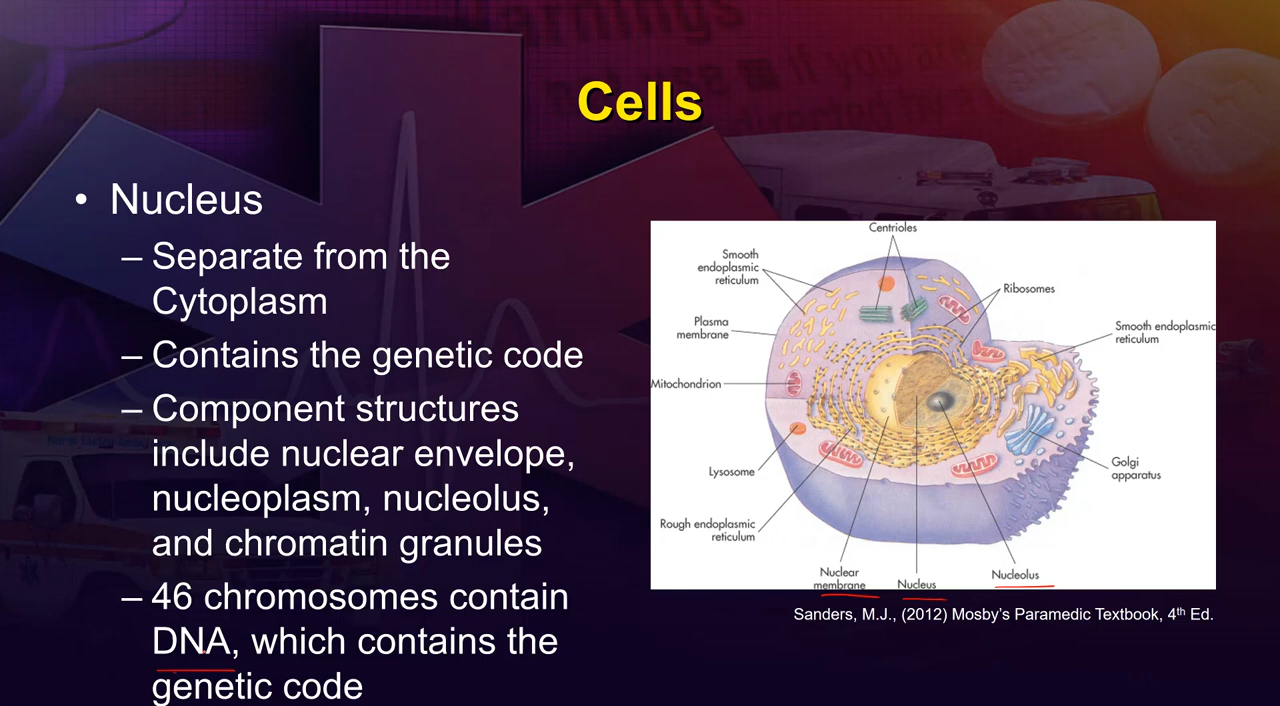 Cells
• Nucleus
– Separate from the
Cytoplasm
– Contains the genetic code
– Component structures
include nuclear envelope,
nucleoplasm, nucleolus,
and chromatin granules
– 46 chromosomes contain
DNA, which contains the
genetic code
Centrioles
Smooth
endoplasmic
reticulum
Ribosomes
Plasma
membrane
Smooth endoplasmic
reticulum
Mitochondrion
Lysosome
Golgi
apparatus
Rough endoplasmic
reticulum
Nuclear
membrane
Nucleus
Nucleolus
Sanders, M.J., (2012) Mosby's Paramedic Textbook, 4th Ed.
if you are